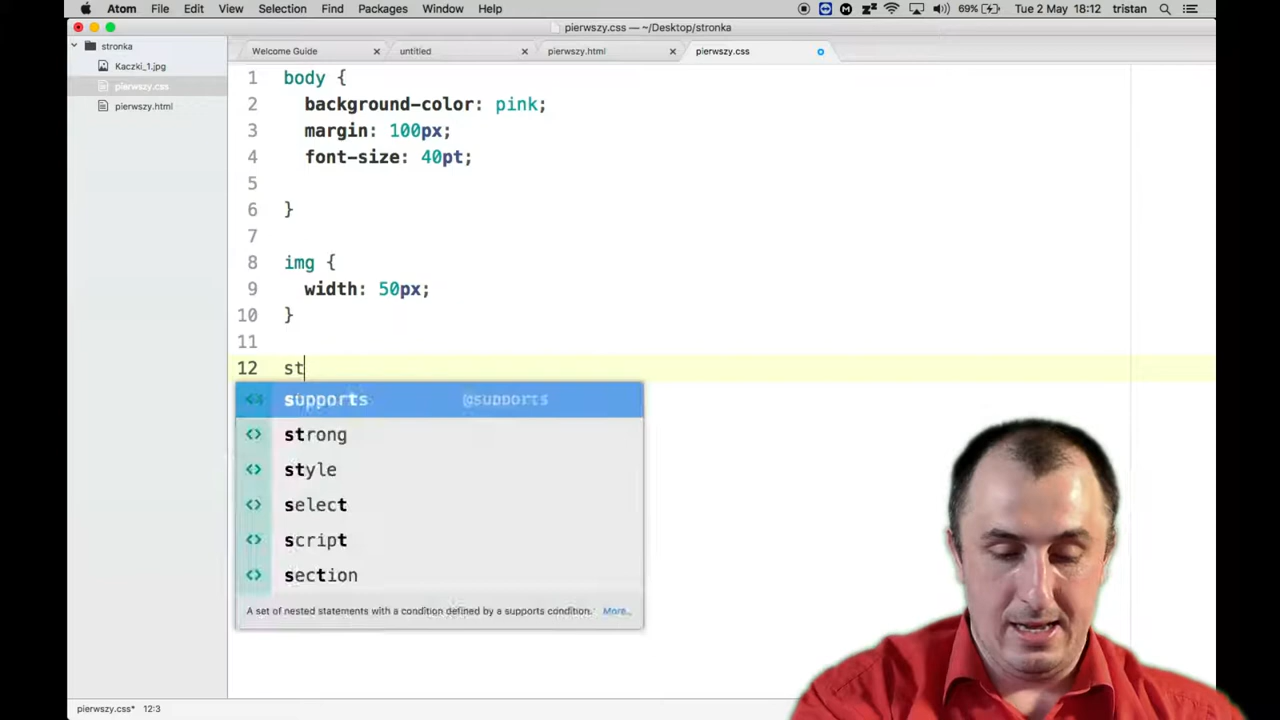 Atom File Edit View Selection Find Packages Window Help 69% Tue 2 May 18:12 tristan
pierwszy.css — ~/Desktop/stronka
stronka
Kaczki_1.jpg
pierwszy.css
pierwszy.html
Welcome Guide untitled pierwszy.html pierwszy.css
1 body {
2 background-color: pink;
3 margin: 100px;
4 font-size: 40pt;
5
6 }
7
8 img {
9 width: 50px;
10 }
11
12 st
supports @supports
strong
style
select
script
section
A set of nested statements with a condition defined by a supports condition. More..
pierwszy.css* 12:3